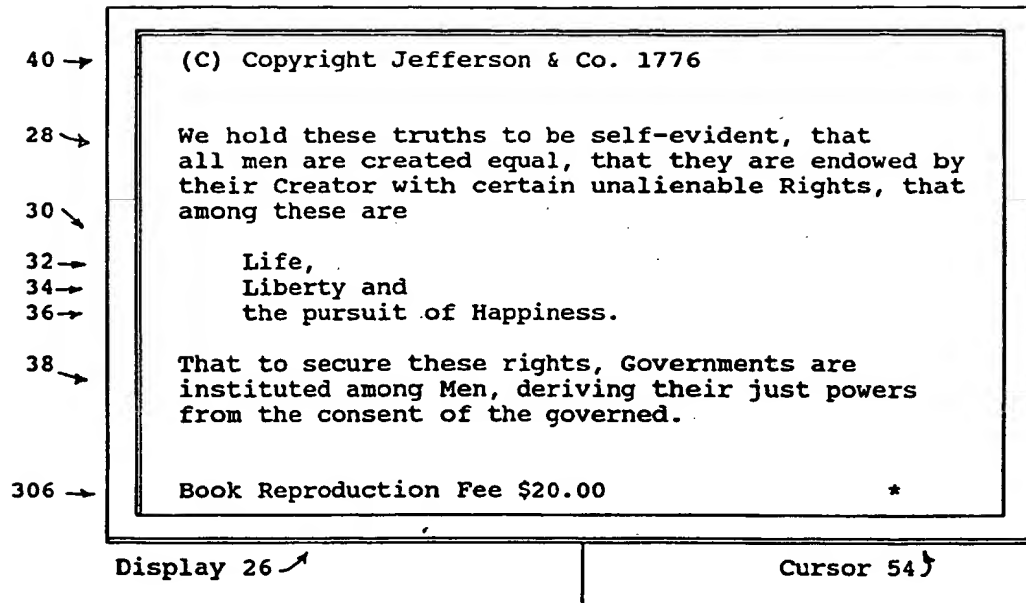 40 (C) Copyright Jefferson & Co. 1776
28 We hold these truths to be self-evident, that
all men are created equal, that they are endowed by
their Creator with certain unalienable Rights, that
30 among these are
32 Life,
34 Liberty and
36 the pursuit of Happiness.
38 That to secure these rights, Governments are
instituted among Men, deriving their just powers
from the consent of the governed.
306 Book Reproduction Fee $20.00 *
Display 26 Cursor 54